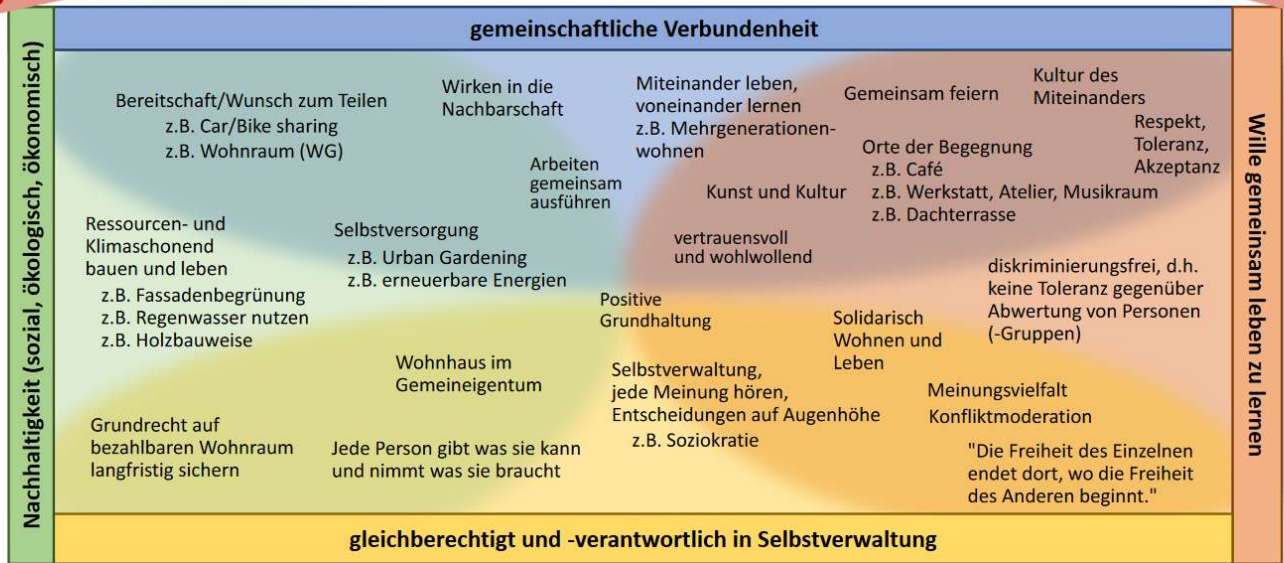 gemeinschaftliche Verbundenheit
Nachhaltigkeit (sozial, ökologisch, ökonomisch)
Bereitschaft/Wunsch zum Teilen
z.B. Car/Bike sharing
z.B. Wohnraum (WG)
Wirken in die
Nachbarschaft
Miteinander leben,
voneinander lernen
z.B. Mehrgenerationen-
wohnen
Gemeinsam feiern
Kultur des
Miteinanders
Respekt,
Toleranz,
Akzeptanz
Arbeiten
gemeinsam
ausführen
Kunst und Kultur
Orte der Begegnung
z.B. Café
z.B. Werkstatt, Atelier, Musikraum
z.B. Dachterrasse
Ressourcen- und
Klimaschonend
bauen und leben
z.B. Fassadenbegrünung
z.B. Regenwasser nutzen
z.B. Holzbauweise
Selbstversorgung
z.B. Urban Gardening
z.B. erneuerbare Energien
vertrauensvoll
und wohlwollend
diskriminierungsfrei, d.h.
keine Toleranz gegenüber
Abwertung von Personen
(-Gruppen)
Positive
Grundhaltung
Solidarisch
Wohnen und
Leben
Wohnhaus im
Gemeineigentum
Selbstverwaltung,
jede Meinung hören,
Entscheidungen auf Augenhöhe
z.B. Soziokratie
Meinungsvielfalt
Konfliktmoderation
Grundrecht auf
bezahlbaren Wohnraum
langfristig sichern
Jede Person gibt was sie kann
und nimmt was sie braucht
"Die Freiheit des Einzelnen
endet dort, wo die Freiheit
des Anderen beginnt."
Wille gemeinsam leben zu lernen
gleichberechtigt und -verantwortlich in Selbstverwaltung